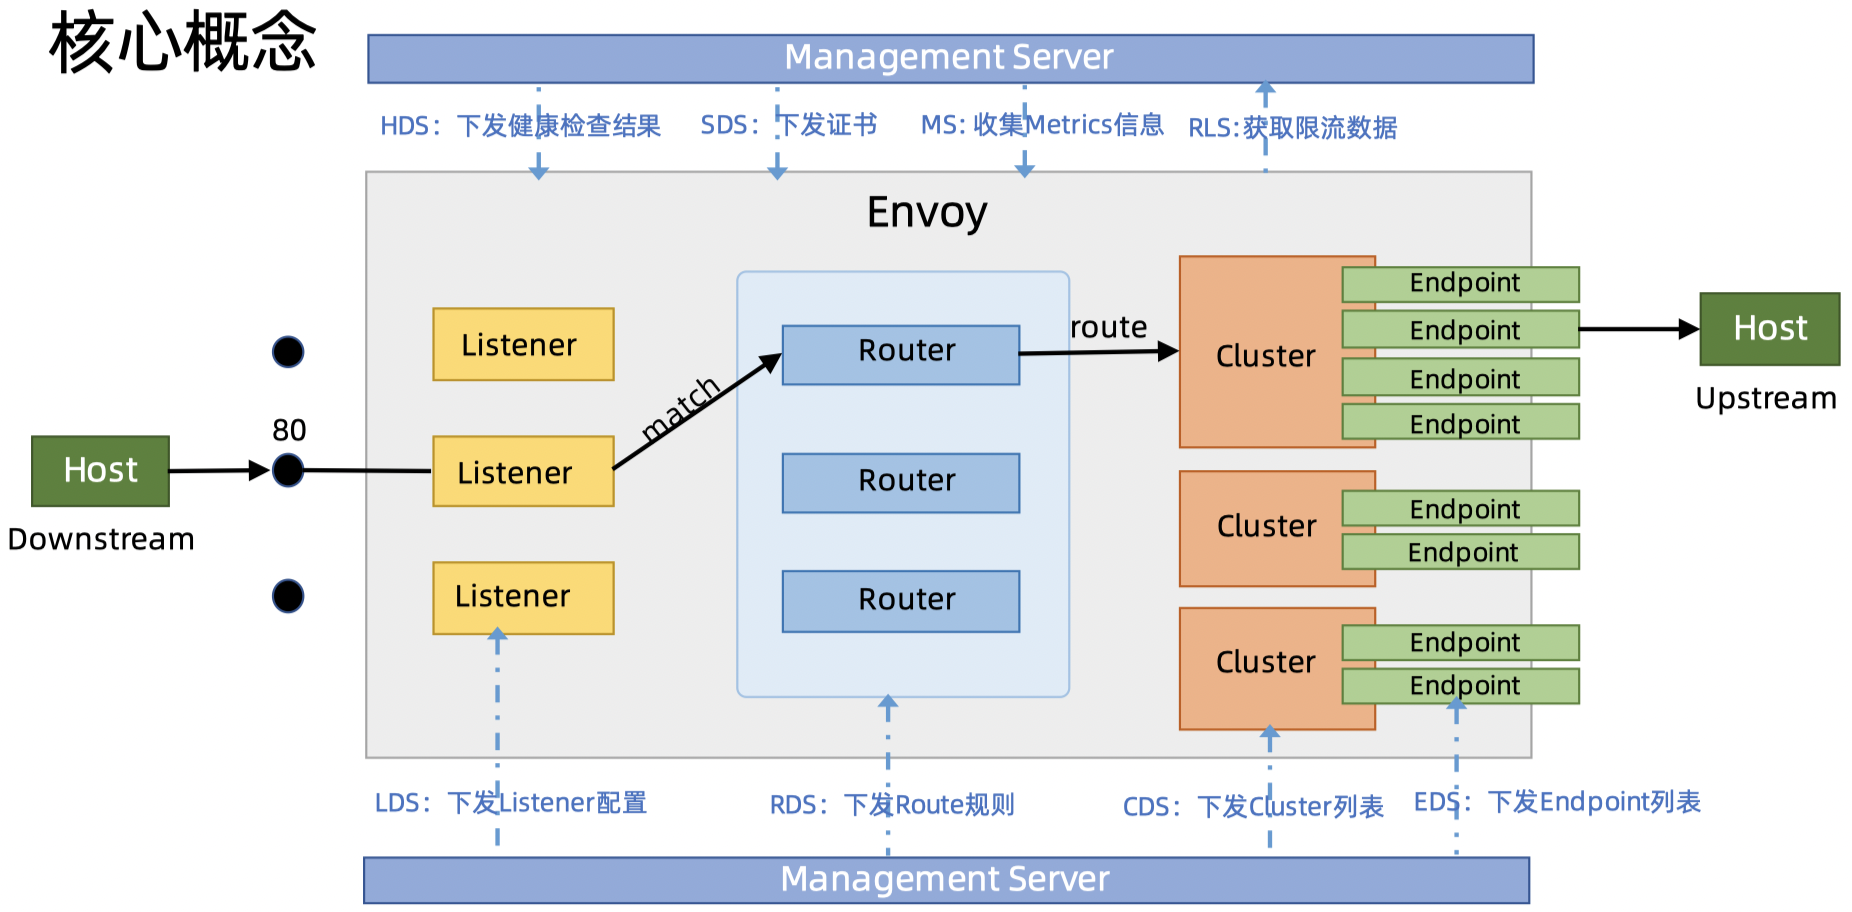 核心概念
Management Server
HDS：下发健康检查结果
SDS：下发证书
MS: 收集Metrics信息
RLS:获取限流数据
Envoy
Listener
Listener
Listener
match
Router
Router
Router
route
Cluster
Cluster
Cluster
Endpoint
Endpoint
Endpoint
Endpoint
Endpoint
Endpoint
Endpoint
Endpoint
Host
Upstream
80
Host
Downstream
LDS：下发Listener配置
RDS：下发Route规则
CDS：下发Cluster列表
EDS：下发Endpoint列表
Management Server